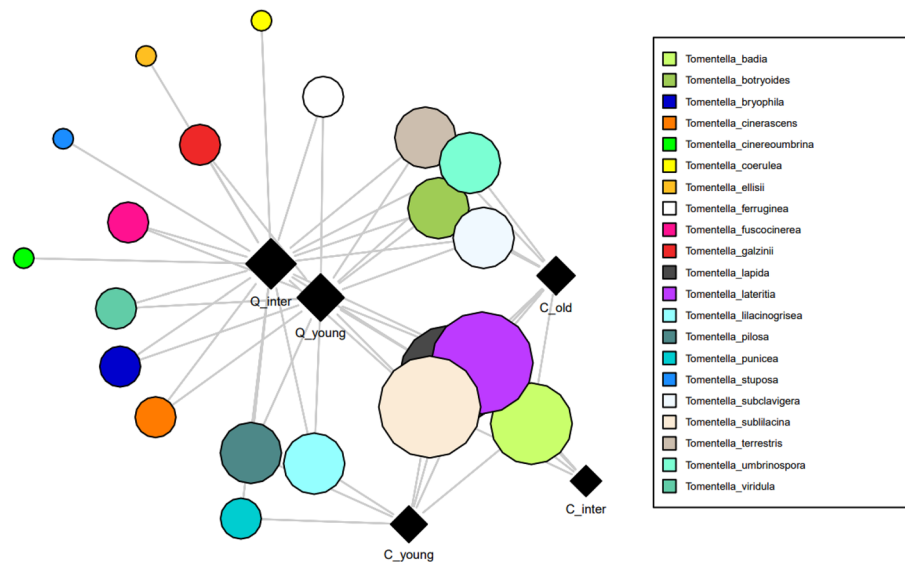 Q_inter
Q_young
C_old
C_inter
C_young
Tomentella_badia
Tomentella_botryoides
Tomentella_bryophila
Tomentella_cinerascens
Tomentella_cinereoumbrina
Tomentella_coerulea
Tomentella_ellisii
Tomentella_ferruginea
Tomentella_fuscocinerea
Tomentella_galzinii
Tomentella_lapida
Tomentella_lateritia
Tomentella_lilacinogrisea
Tomentella_pilosa
Tomentella_punicea
Tomentella_stuposa
Tomentella_subclavigera
Tomentella_sublilacina
Tomentella_terrestris
Tomentella_umbrinospora
Tomentella_viridula